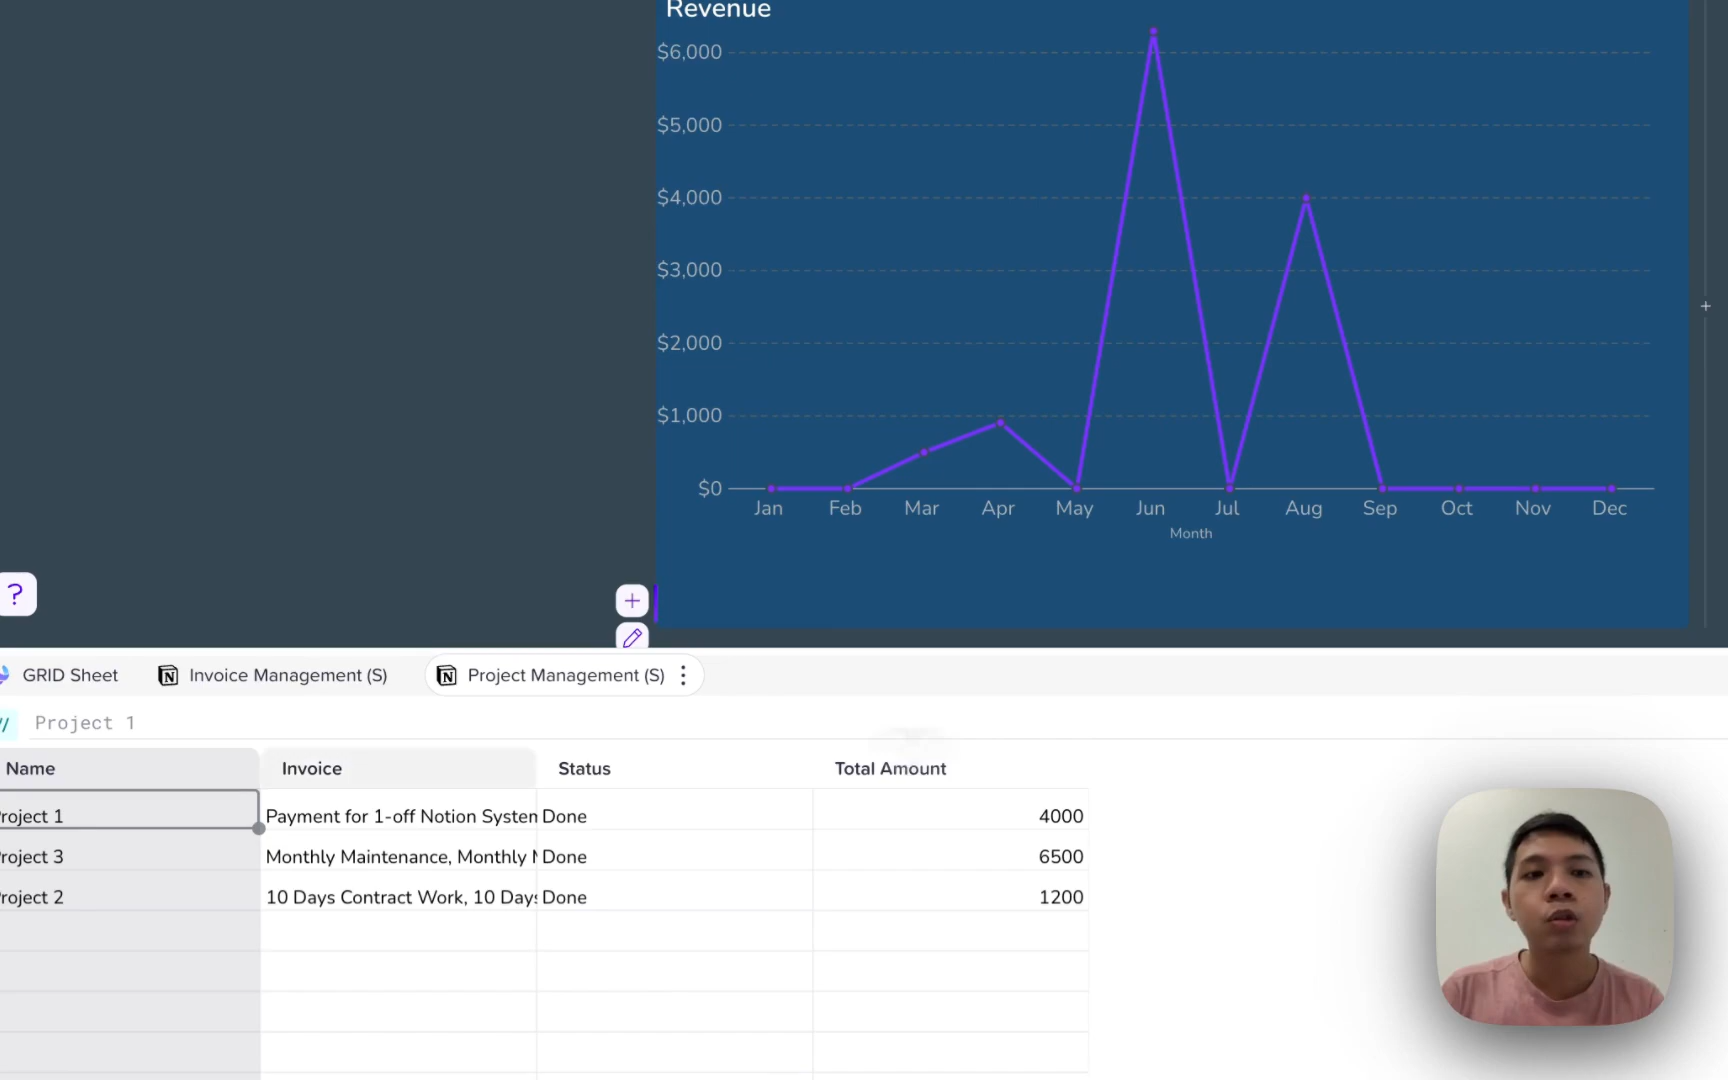 Revenue
$6,000
$5,000
$4,000
$3,000
$2,000
$1,000
$0
Jan Feb Mar Apr May Jun Jul Aug Sep Oct Nov Dec
Month
?
GRID Sheet Invoice Management (S) Project Management (S)
// Project 1
Name Invoice Status Total Amount
roject 1 Payment for 1-off Notion System Done 4000
roject 3 Monthly Maintenance, Monthly Done 6500
roject 2 10 Days Contract Work, 10 Days Done 1200